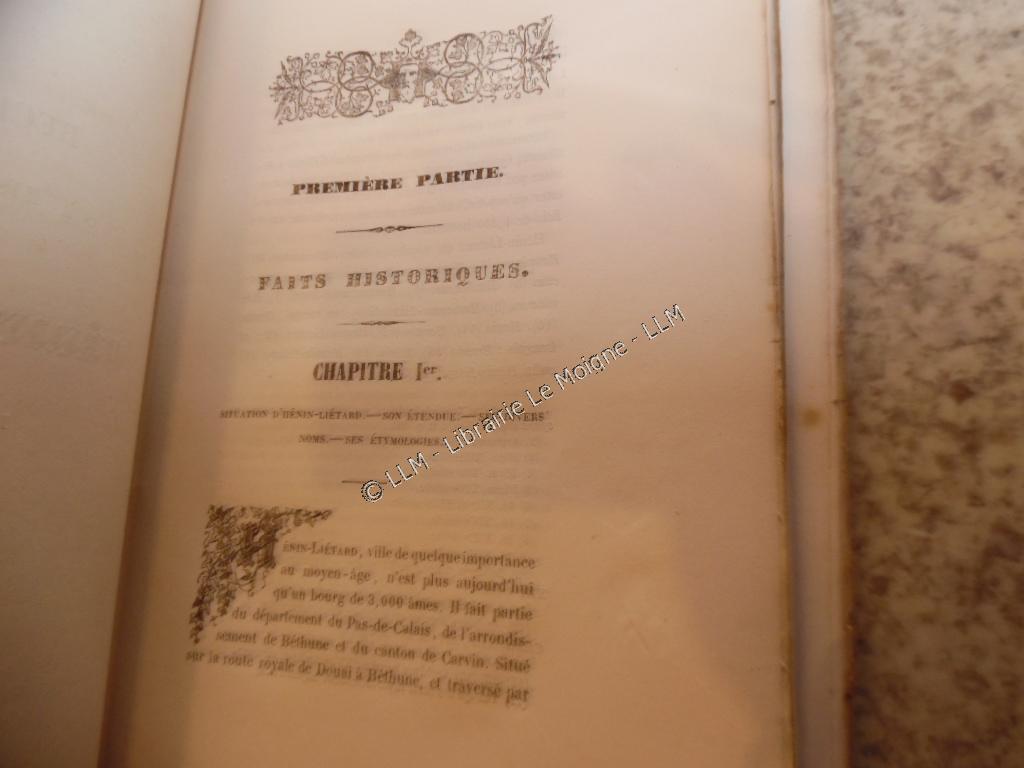 PREMIÈRE PARTIE.
FAITS HISTORIQUES.
CHAPITRE Ier.
SITUATION D'HÉNIN-LIÉTARD.—SON ÉTENDUE.— DIVERS
NOMS.—SES ÉTYMOLOGIES
© LLM - Librairie Le Moigne - LLM
HÉNIN-LIÉTARD, ville de quelque importance
au moyen-âge, n'est plus aujourd'hui
qu'un bourg de 3,000 âmes. Il fait partie
du département du Pas-de-Calais, de l'arrondis-
sement de Béthune et du canton de Carvin. Situé
sur la route royale de Douai à Béthune, et traversé par